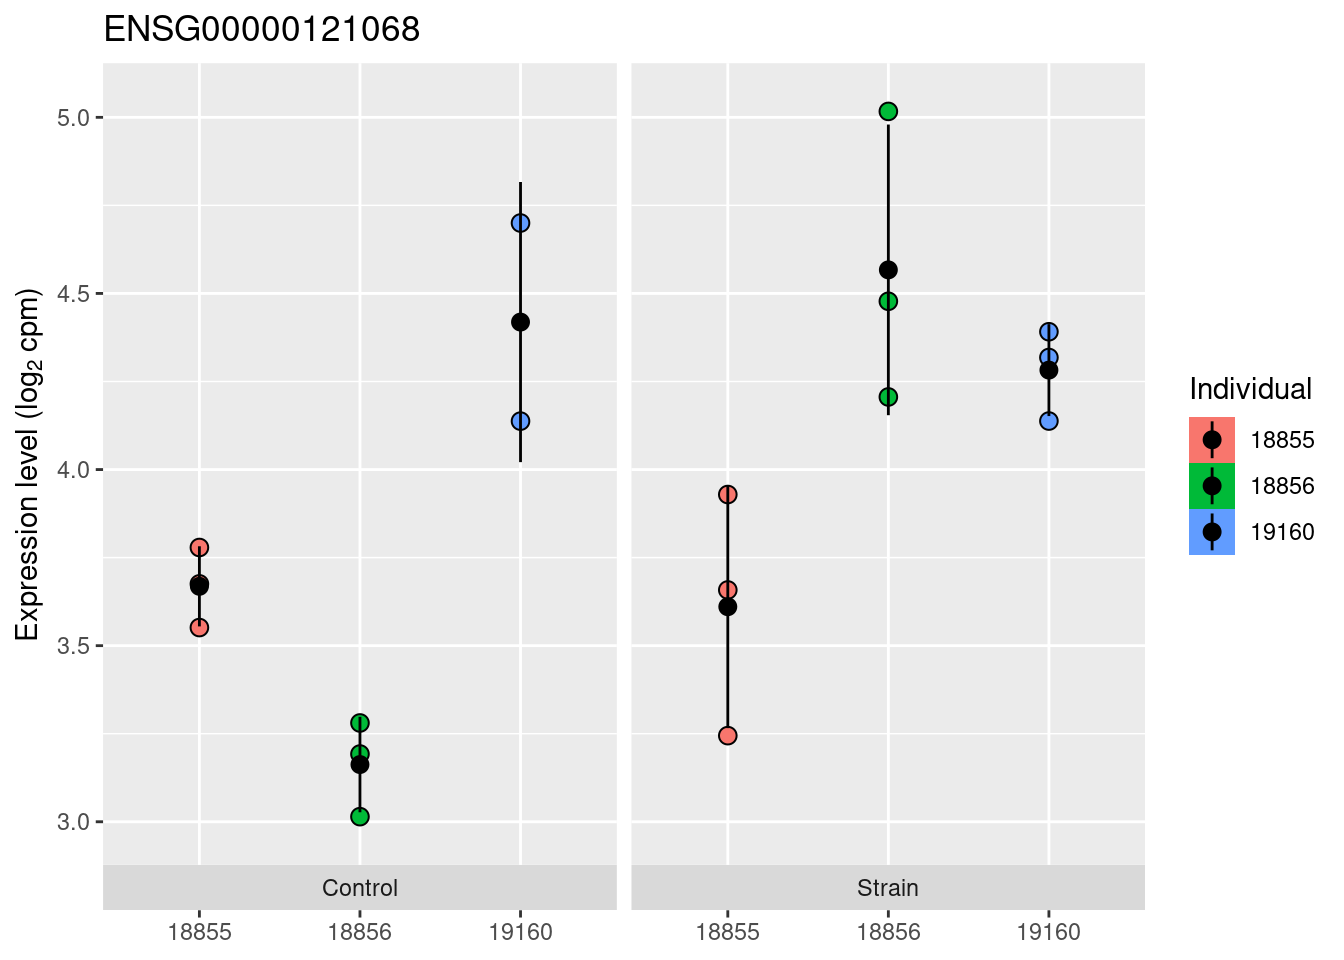 ENSG00000121068
Expression level (log₂ cpm)
5.0
4.5
4.0
3.5
3.0
Control
Strain
18855
18856
19160
18855
18856
19160
Individual
18855
18856
19160